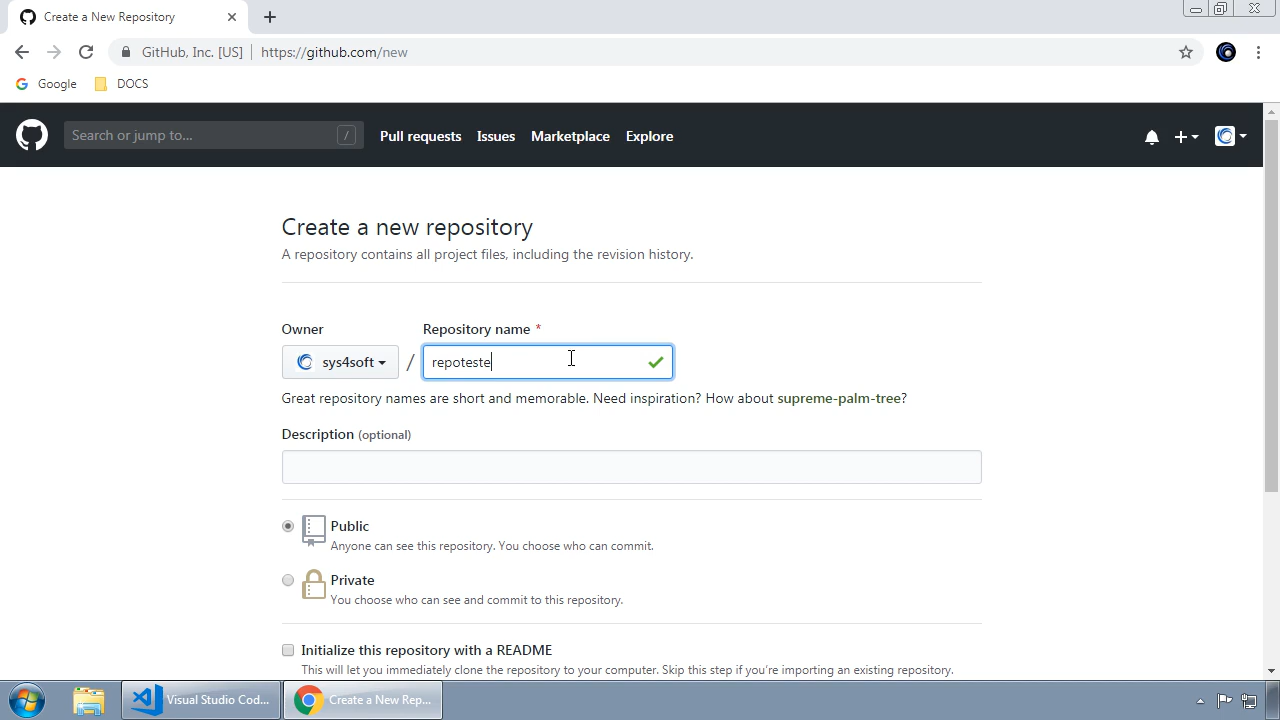 Create a New Repository
GitHub, Inc. [US] https://github.com/new
Google DOCS
Search or jump to... / Pull requests Issues Marketplace Explore
Create a new repository
A repository contains all project files, including the revision history.
Owner Repository name *
sys4soft / repoteste
Great repository names are short and memorable. Need inspiration? How about supreme-palm-tree?
Description (optional)
Public
Anyone can see this repository. You choose who can commit.
Private
You choose who can see and commit to this repository.
Initialize this repository with a README
This will let you immediately clone the repository to your computer. Skip this step if you're importing an existing repository.
Visual Studio Cod... Create a New Rep...